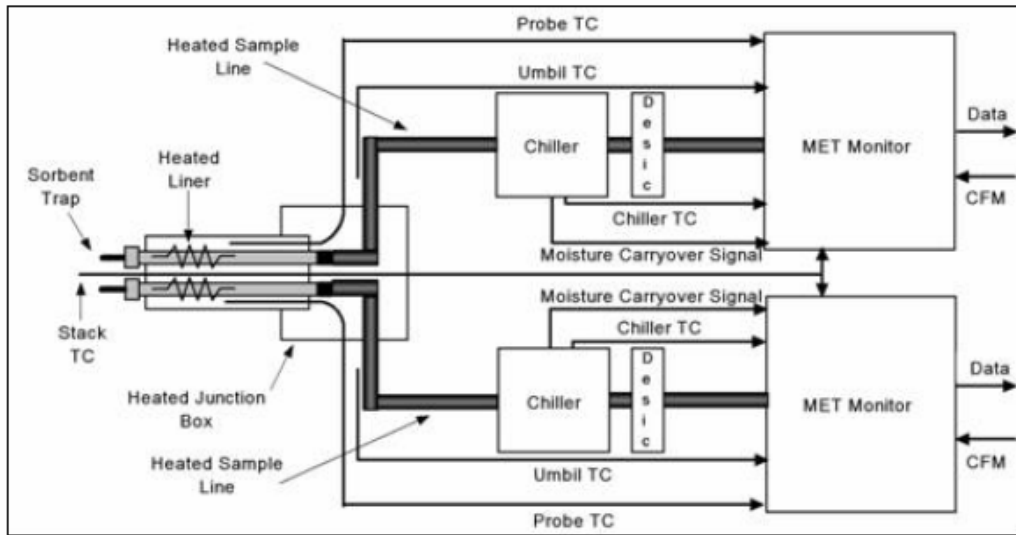 Probe TC
Heated Sample
Line
Umbil TC
Heated
Liner
Sorbent
Trap
Chiller
D
e
s
i
c
MET Monitor
Data
CFM
Chiller TC
Moisture Carryover Signal
Stack
TC
Heated Junction
Box
Moisture Carryover Signal
Chiller TC
Chiller
D
e
s
i
c
MET Monitor
Data
CFM
Heated Sample
Line
Umbil TC
Probe TC